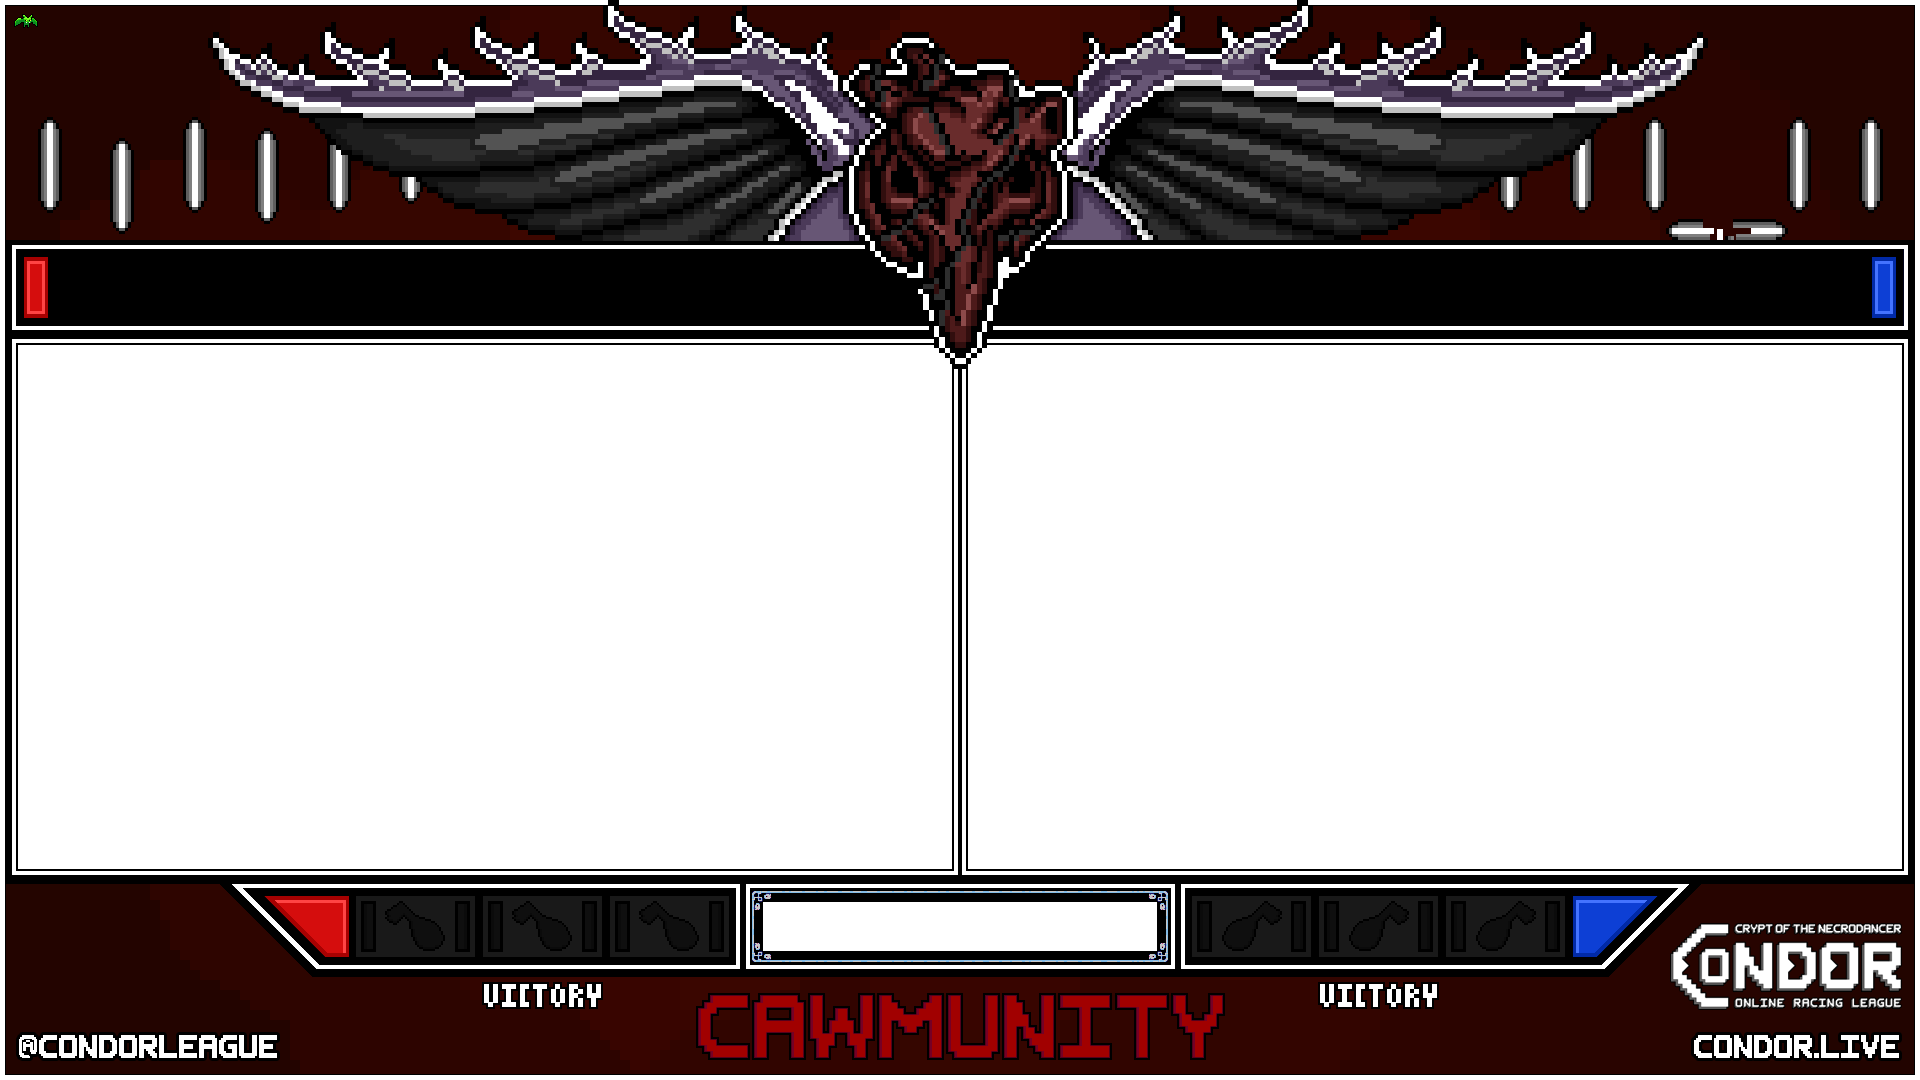 VICTORY
VICTORY
CAWMUNITY
CRYPT OF THE NECRODANCER
CONDOR
ONLINE RACING LEAGUE
@CONDORLEAGUE
CONDOR.LIVE